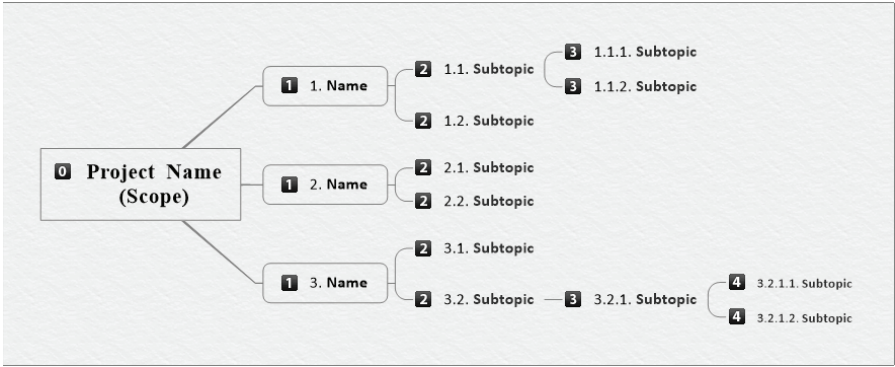 0 Project Name
(Scope)
1 1. Name
2 1.1. Subtopic
3 1.1.1. Subtopic
3 1.1.2. Subtopic
2 1.2. Subtopic
1 2. Name
2 2.1. Subtopic
2 2.2. Subtopic
1 3. Name
2 3.1. Subtopic
2 3.2. Subtopic
3 3.2.1. Subtopic
4 3.2.1.1. Subtopic
4 3.2.1.2. Subtopic